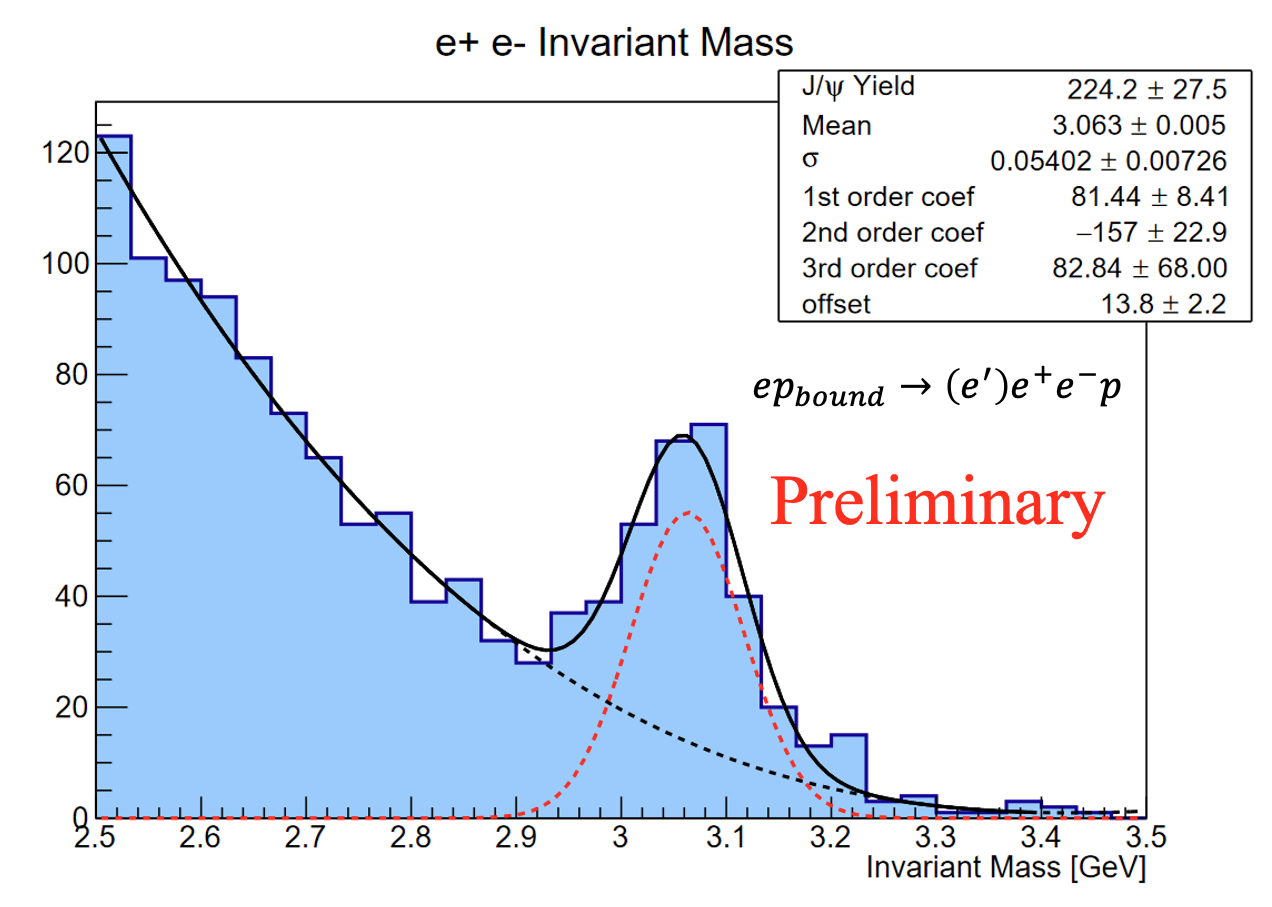 e+ e- Invariant Mass
J/ψ Yield 224.2 ± 27.5
Mean 3.063 ± 0.005
σ 0.05402 ± 0.00726
1st order coef 81.44 ± 8.41
2nd order coef −157 ± 22.9
3rd order coef 82.84 ± 68.00
offset 13.8 ± 2.2
120
100
80
60
40
20
0
ep_bound → (e′)e⁺e⁻p
Preliminary
2.5 2.6 2.7 2.8 2.9 3 3.1 3.2 3.3 3.4 3.5
Invariant Mass [GeV]